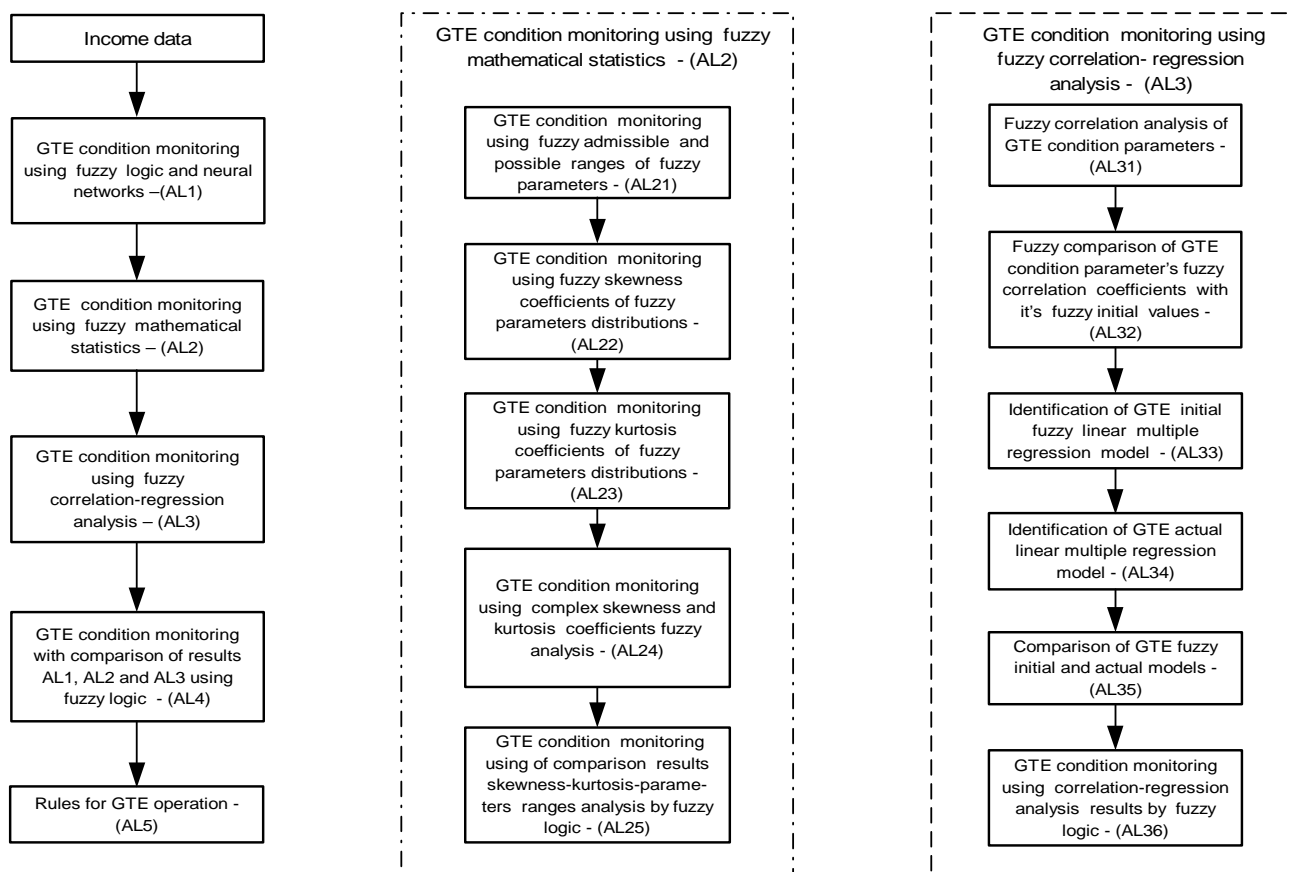 Income data
GTE condition monitoring
using fuzzy logic and neural
networks –(AL1)
GTE condition monitoring
using fuzzy mathematical
statistics – (AL2)
GTE condition monitoring
using fuzzy
correlation-regression
analysis – (AL3)
GTE condition monitoring
with comparison of results
AL1, AL2 and AL3 using
fuzzy logic - (AL4)
Rules for GTE operation -
(AL5)
GTE condition monitoring using fuzzy
mathematical statistics - (AL2)
GTE condition monitoring
using fuzzy admissible and
possible ranges of fuzzy
parameters - (AL21)
GTE condition monitoring
using fuzzy skewness
coefficients of fuzzy
parameters distributions -
(AL22)
GTE condition monitoring
using fuzzy kurtosis
coefficients of fuzzy
parameters distributions -
(AL23)
GTE condition monitoring
using complex skewness and
kurtosis coefficients fuzzy
analysis - (AL24)
GTE condition monitoring
using of comparison results
skewness-kurtosis-parame-
ters ranges analysis by fuzzy
logic - (AL25)
GTE condition monitoring using
fuzzy correlation- regression
analysis - (AL3)
Fuzzy correlation analysis of
GTE condition parameters -
(AL31)
Fuzzy comparison of GTE
condition parameter's fuzzy
correlation coefficients with
it's fuzzy initial values -
(AL32)
Identification of GTE initial
fuzzy linear multiple
regression model - (AL33)
Identification of GTE actual
linear multiple regression
model - (AL34)
Comparison of GTE fuzzy
initial and actual models -
(AL35)
GTE condition monitoring
using correlation-regression
analysis results by fuzzy
logic - (AL36)